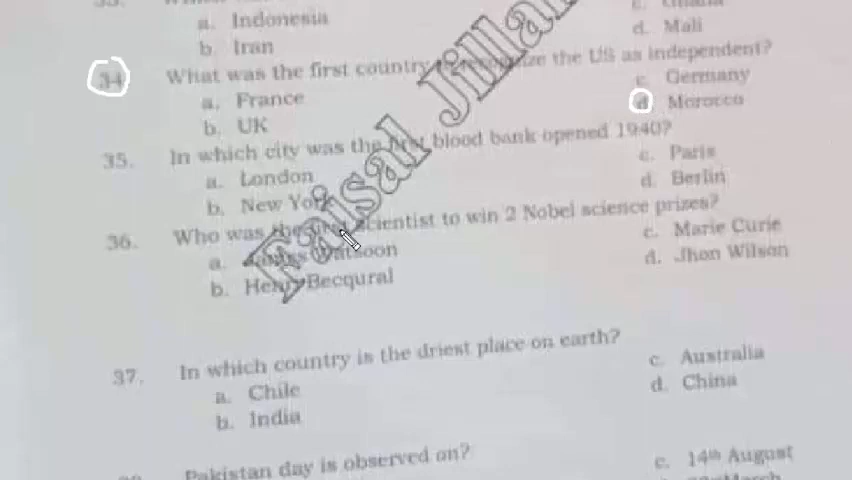 a. Indonesia
d. Mali
b. Iran
34. What was the first country to recognize the US as independent?
a. France
c. Germany
b. UK
d. Morocco
35. In which city was the first blood bank opened 1940?
a. London
c. Paris
b. New York
d. Berlin
36. Who was the first scientist to win 2 Nobel science prizes?
a. Watsoon
c. Marie Curie
b. Henry Becqural
d. Jhon Wilson
37. In which country is the driest place on earth?
a. Chile
c. Australia
b. India
d. China
Pakistan day is observed on?
c. 14th August
Faisal Jillani